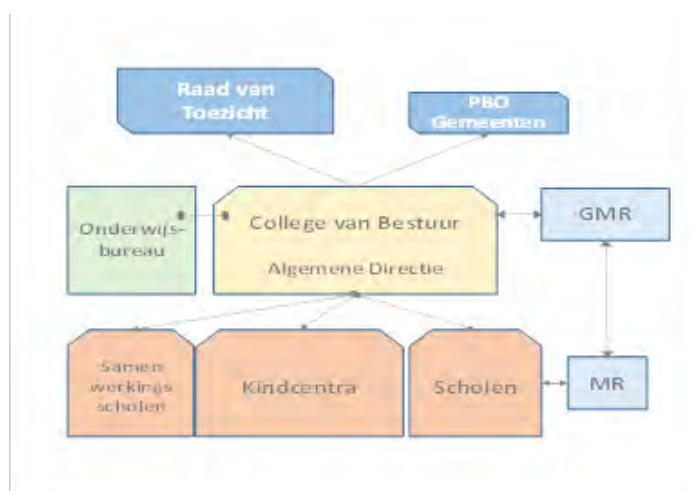 Raad van
Toezicht
PBO
Gemeenten
Onderwijs-
bureau
College van Bestuur
Algemene Directie
GMR
Samen
werkings
scholen
Kindcentra
Scholen
MR